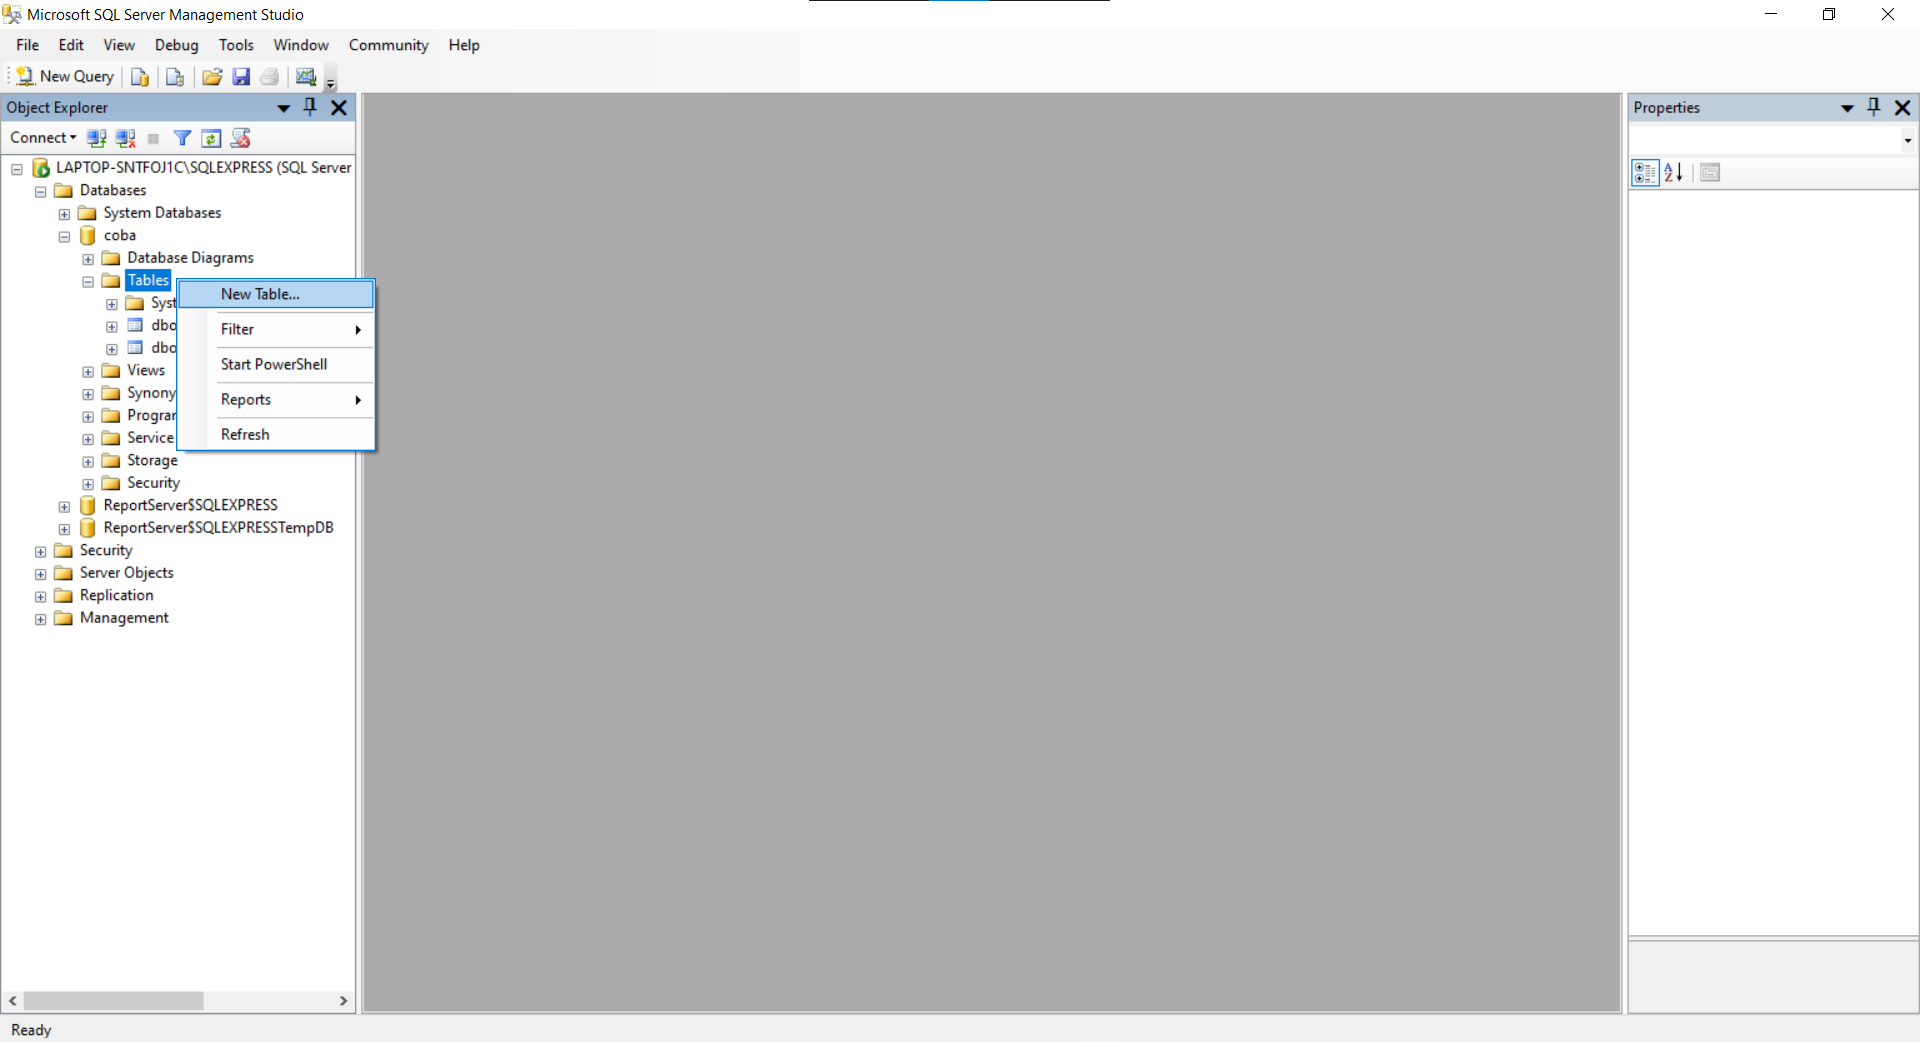 Microsoft SQL Server Management Studio
File Edit View Debug Tools Window Community Help
New Query
Object Explorer
Properties
Connect
LAPTOP-SNTFOJ1C\SQLEXPRESS (SQL Server
Databases
System Databases
coba
Database Diagrams
Tables
New Table...
Syst
dbo
Filter
dbo
Start PowerShell
Views
Synony
Reports
Progra
Service
Refresh
Storage
Security
ReportServer$SQLEXPRESS
ReportServer$SQLEXPRESSTempDB
Security
Server Objects
Replication
Management
Ready